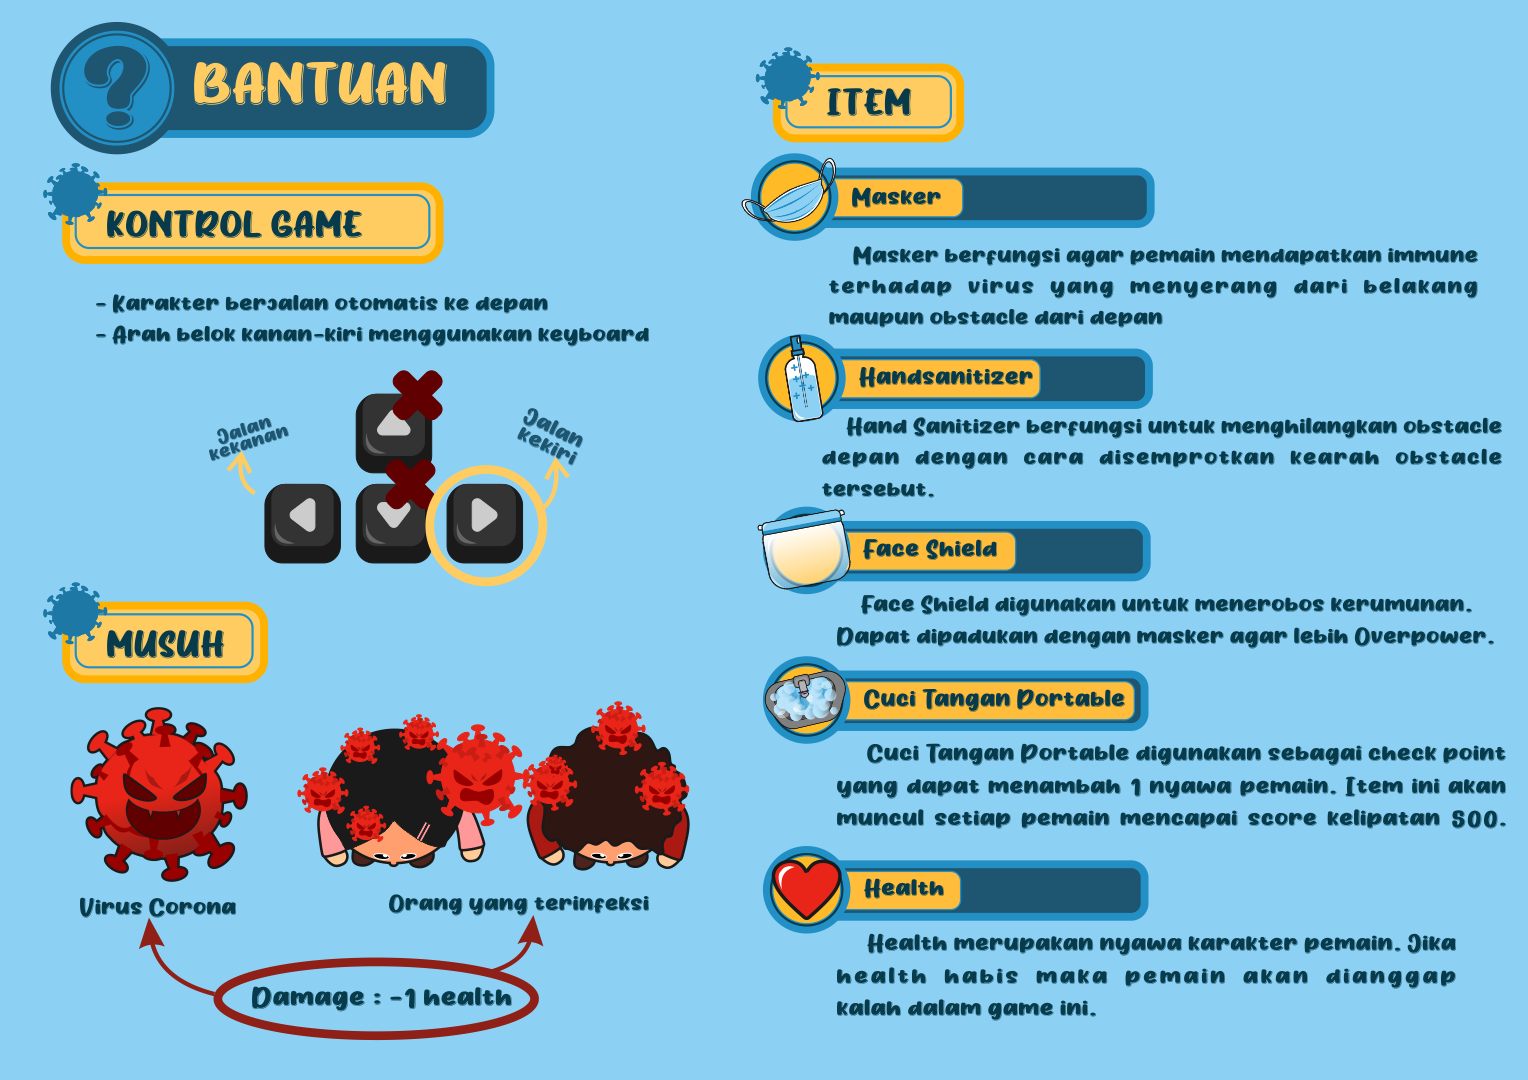 BANTUAN
KONTROL GAME
- Karakter berjalan otomatis ke depan
- Arah belok kanan-kiri menggunakan keyboard
Jalan
kekanan
Jalan
kekiri
MUSUH
Virus Corona
Orang yang terinfeksi
Damage : -1 health
ITEM
Masker
Masker berfungsi agar pemain mendapatkan immune
terhadap virus yang menyerang dari belakang
maupun obstacle dari depan
Handsanitizer
Hand Sanitizer berfungsi untuk menghilangkan obstacle
depan dengan cara disemprotkan kearah obstacle
tersebut.
Face Shield
Face Shield digunakan untuk menerobos kerumunan.
Dapat dipadukan dengan masker agar lebih Overpower.
Cuci Tangan Portable
Cuci Tangan Portable digunakan sebagai check point
yang dapat menambah 1 nyawa pemain. Item ini akan
muncul setiap pemain mencapai score kelipatan 500.
Health
Health merupakan nyawa karakter pemain. Jika
health habis maka pemain akan dianggap
kalah dalam game ini.